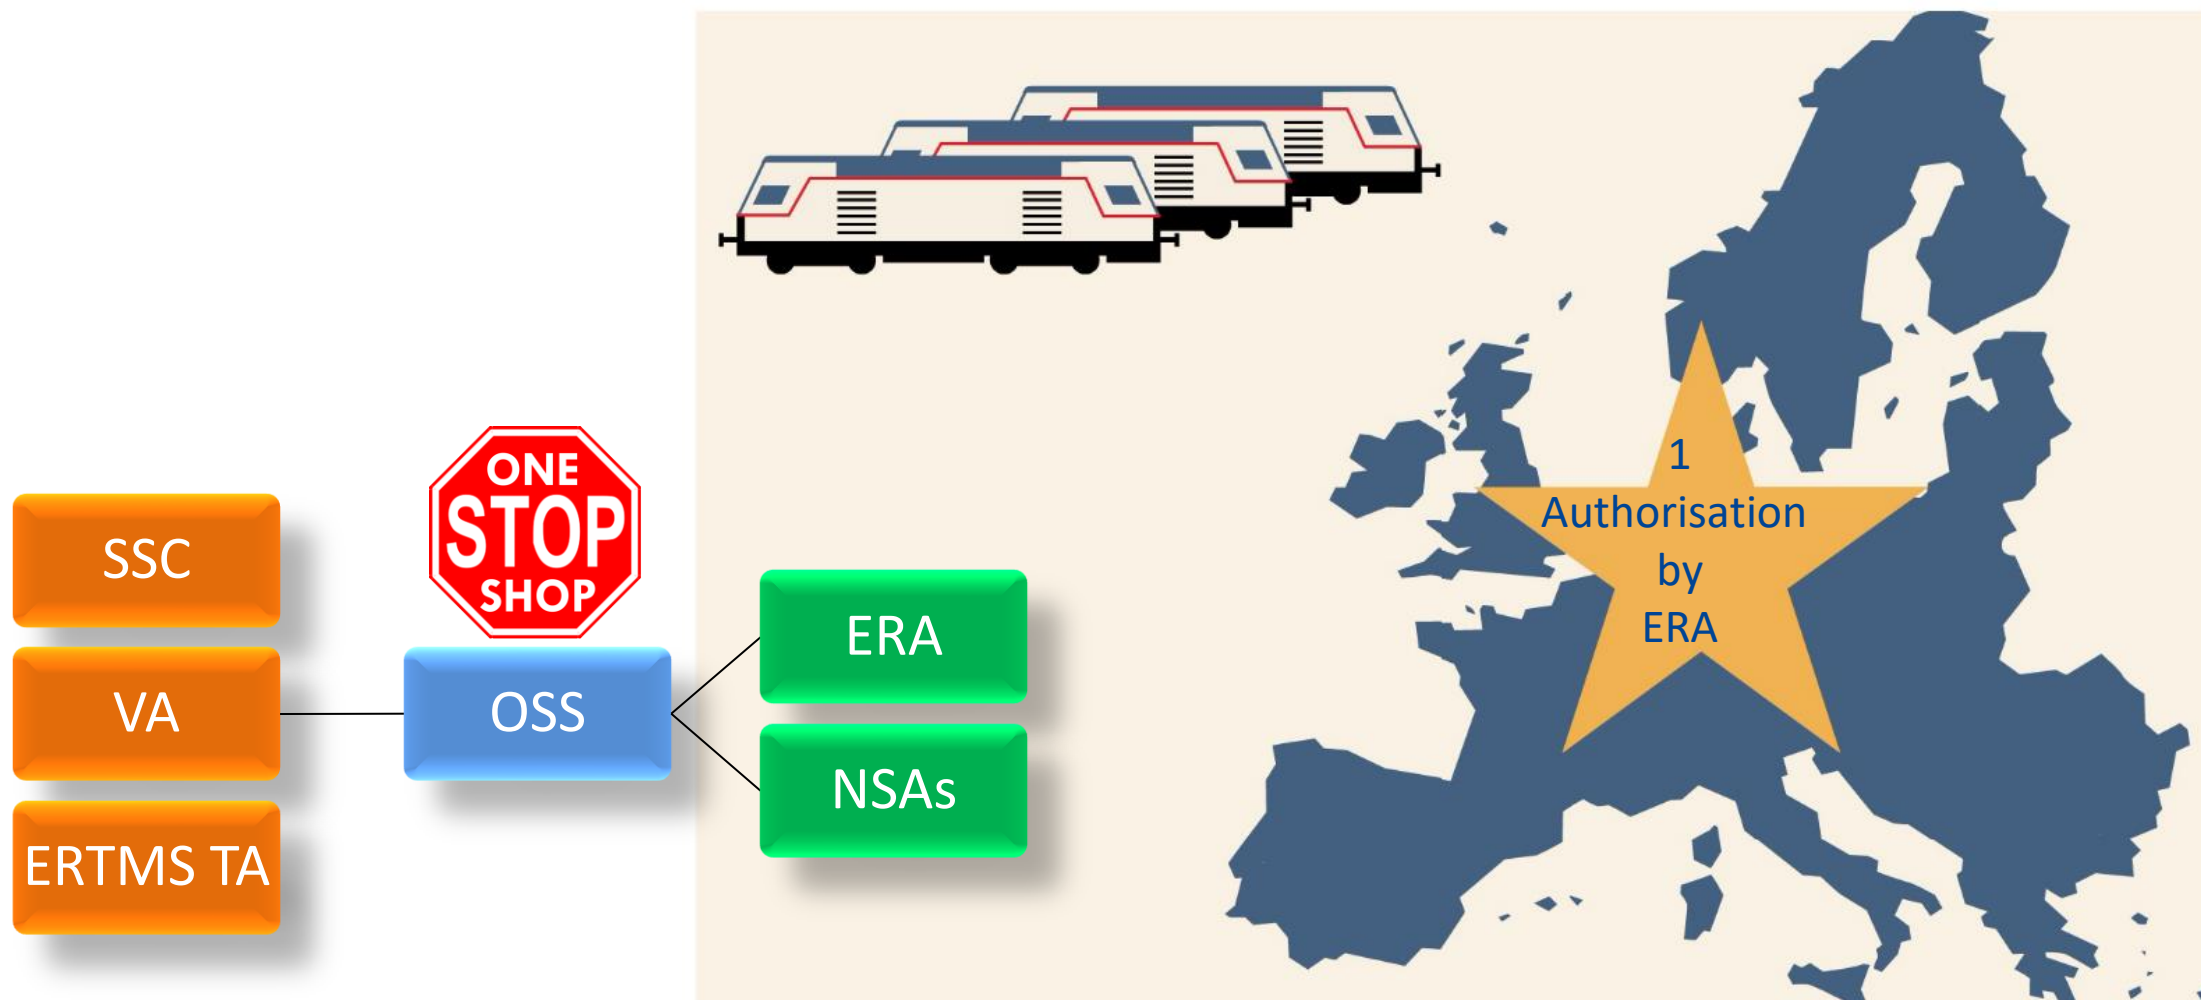 SSC
VA
ERTMS TA
ONE
STOP
SHOP
OSS
ERA
NSAs
1
Authorisation
by
ERA